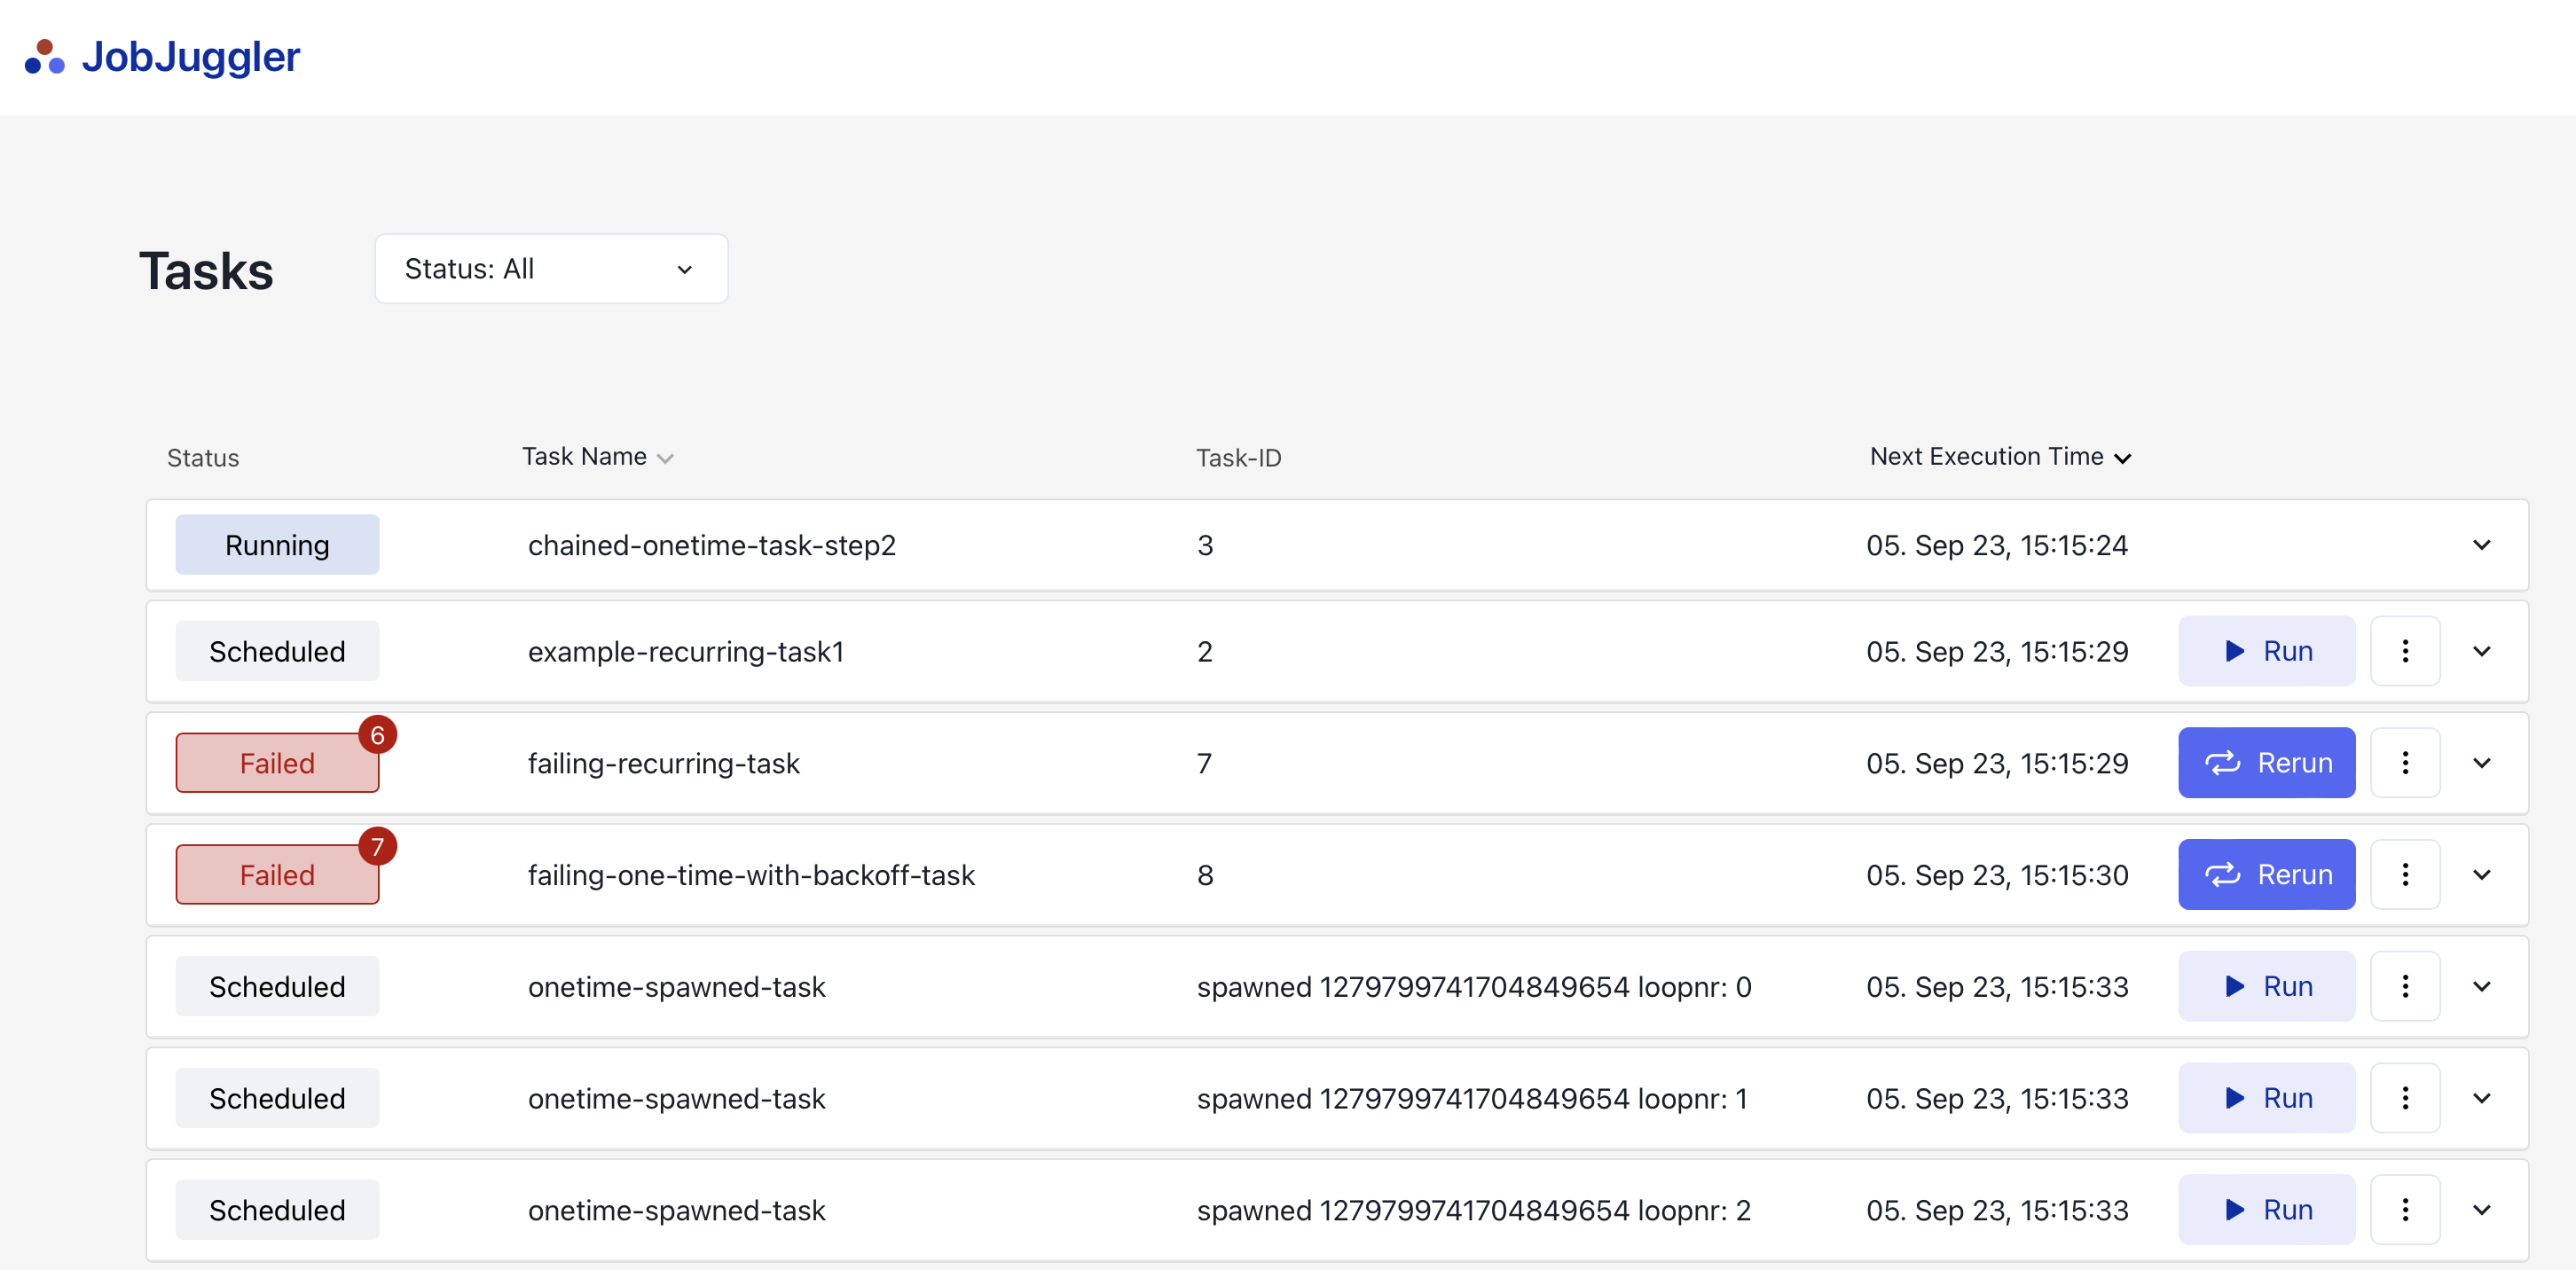 JobJuggler
Tasks Status: All
Status Task Name Task-ID Next Execution Time
Running chained-onetime-task-step2 3 05. Sep 23, 15:15:24
Scheduled example-recurring-task1 2 05. Sep 23, 15:15:29 Run
6
Failed failing-recurring-task 7 05. Sep 23, 15:15:29 Rerun
7
Failed failing-one-time-with-backoff-task 8 05. Sep 23, 15:15:30 Rerun
Scheduled onetime-spawned-task spawned 1279799741704849654 loopnr: 0 05. Sep 23, 15:15:33 Run
Scheduled onetime-spawned-task spawned 1279799741704849654 loopnr: 1 05. Sep 23, 15:15:33 Run
Scheduled onetime-spawned-task spawned 1279799741704849654 loopnr: 2 05. Sep 23, 15:15:33 Run